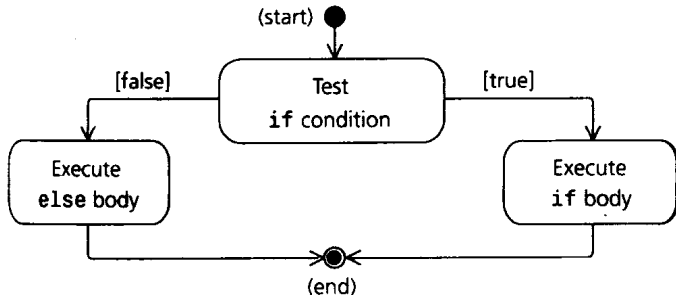 (start)
[false]
Test
if condition
[true]
Execute
else body
Execute
if body
(end)